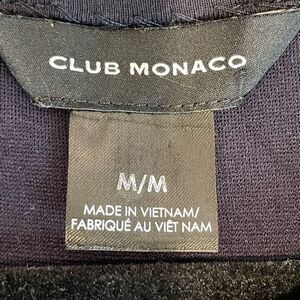 CLUB MONACO
M/M
MADE IN VIETNAM/
FABRIQUÉ AU VIÊT NAM